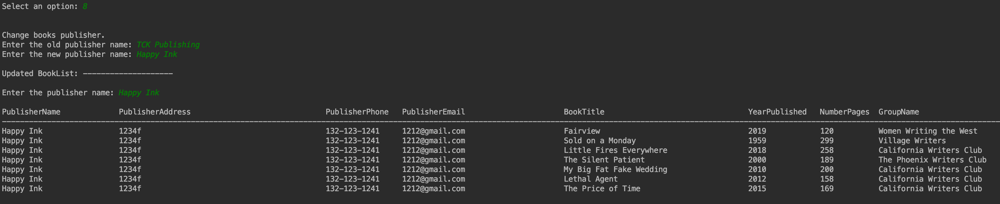 Select an option: 8
Change books publisher.
Enter the old publisher name: TCK Publishing
Enter the new publisher name: Happy Ink
Updated BookList: --------------------
Enter the publisher name: Happy Ink
PublisherName PublisherAddress PublisherPhone PublisherEmail BookTitle YearPublished NumberPages GroupName
Happy Ink 1234f 132-123-1241 1212@gmail.com Fairview 2019 120 Women Writing the West
Happy Ink 1234f 132-123-1241 1212@gmail.com Sold on a Monday 1959 299 Village Writers
Happy Ink 1234f 132-123-1241 1212@gmail.com Little Fires Everywhere 2018 258 California Writers Club
Happy Ink 1234f 132-123-1241 1212@gmail.com The Silent Patient 2000 189 The Phoenix Writers Club
Happy Ink 1234f 132-123-1241 1212@gmail.com My Big Fat Fake Wedding 2010 200 California Writers Club
Happy Ink 1234f 132-123-1241 1212@gmail.com Lethal Agent 2012 158 California Writers Club
Happy Ink 1234f 132-123-1241 1212@gmail.com The Price of Time 2015 169 California Writers Club